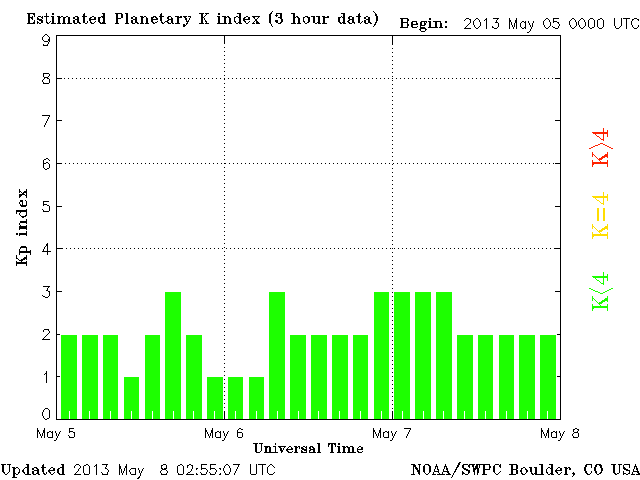 Estimated Planetary K index (3 hour data) Begin: 2013 May 05 0000 UTC
9
8
7
6
5
4
3
2
1
0
Kp index
K>4
K=4
K<4
May 5 May 6 May 7 May 8
Universal Time
Updated 2013 May 8 02:55:07 UTC NOAA/SWPC Boulder, CO USA